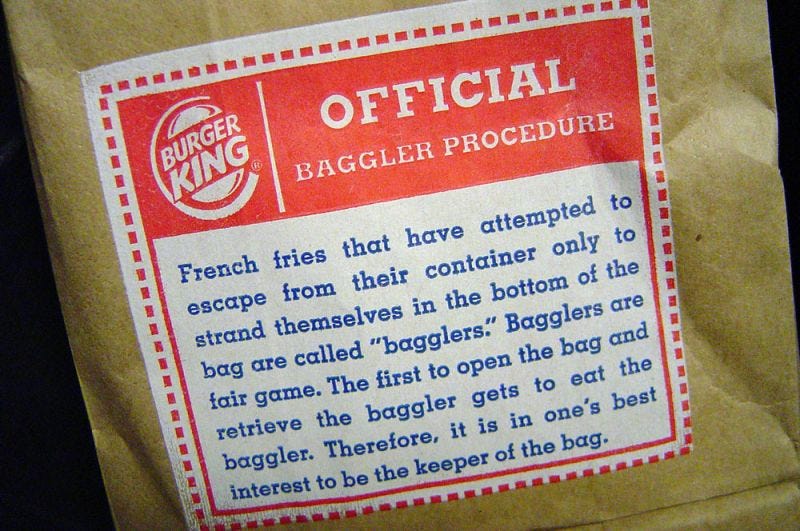 BURGER
KING®
OFFICIAL
BAGGLER PROCEDURE
French fries that have attempted to
escape from their container only to
strand themselves in the bottom of the
bag are called "bagglers." Bagglers are
fair game. The first to open the bag and
retrieve the baggler gets to eat the
baggler. Therefore, it is in one's best
interest to be the keeper of the bag.